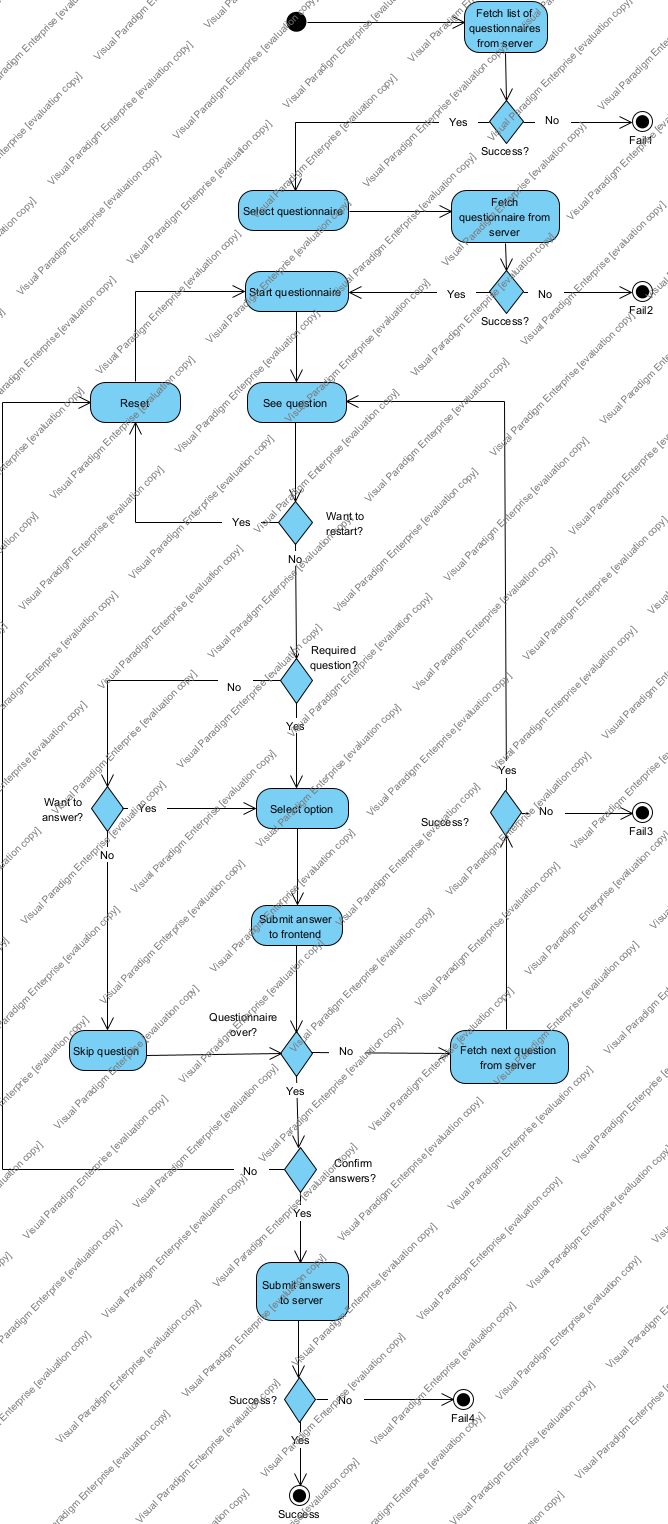 Fetch list of
questionnaires
from server
Yes
No
Success?
Fail1
Select questionnaire
Fetch
questionnaire from
server
Start questionnaire
Yes
No
Success?
Fail2
Reset
See question
Yes
Want to
restart?
No
Required
question?
No
Yes
Yes
Want to
answer?
Yes
Select option
Success?
No
Fail3
No
Submit answer
to frontend
Questionnaire
over?
Skip question
No
Fetch next question
from server
Yes
Confirm
answers?
No
Yes
Submit answers
to server
Success?
No
Fail4
Yes
Success
Visual Paradigm Enterprise [evaluation copy]